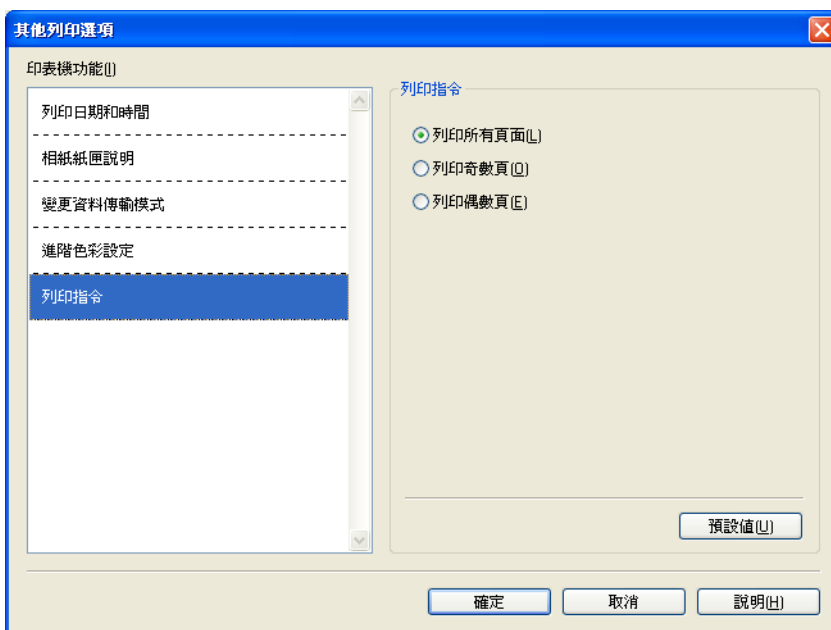 其他列印選項
印表機功能(I)
列印日期和時間
相紙紙匣說明
變更資料傳輸模式
進階色彩設定
列印指令
列印指令
列印所有頁面(L)
列印奇數頁(O)
列印偶數頁(E)
預設值(U)
確定 取消 說明(H)